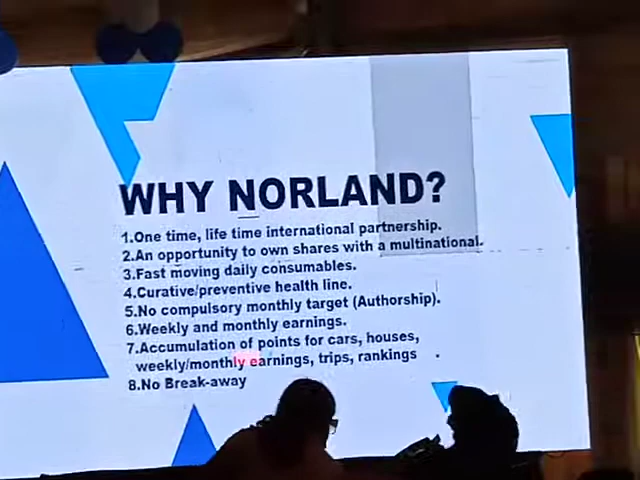 WHY NORLAND?
1.One time, life time international partnership.
2.An opportunity to own shares with a multinational.
3.Fast moving daily consumables.
4.Curative/preventive health line.
5.No compulsory monthly target (Authorship).
6.Weekly and monthly earnings.
7.Accumulation of points for cars, houses,
weekly/monthly earnings, trips, rankings .
8.No Break-away